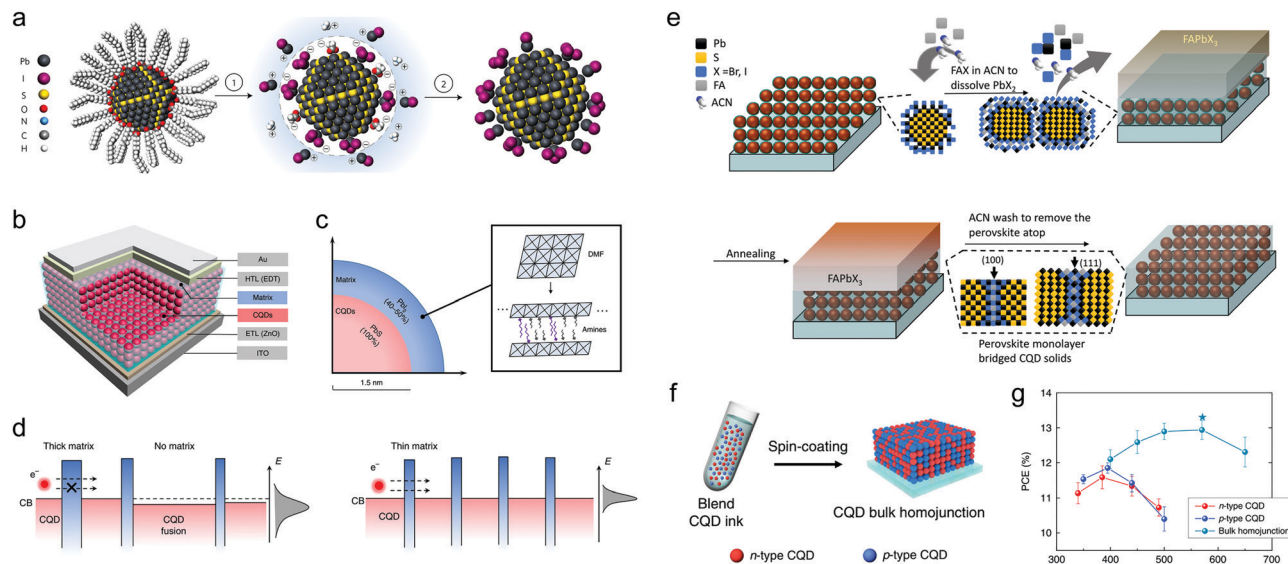 a
Pb
I
S
O
N
C
H
1
2
b
Au
HTL (EDT)
Matrix
CQDs
ETL (ZnO)
ITO
c
Matrix
CQDs
PbI2
(40–50%)
PbS
(100%)
1.5 nm
DMF
Amines
d
Thick matrix
No matrix
e−
CB
CQD
CQD
fusion
E
Thin matrix
e−
CB
CQD
E
e
Pb
S
X =Br, I
FA
ACN
FAX in ACN to
dissolve PbX2
FAPbX3
Annealing
FAPbX3
ACN wash to remove the
perovskite atop
(100)
(111)
Perovskite monolayer
bridged CQD solids
f
Blend
CQD ink
Spin-coating
CQD bulk homojunction
n-type CQD
p-type CQD
g
PCE (%)
13
12
11
10
n-type CQD
p-type CQD
Bulk homojunction
300
400
500
600
700